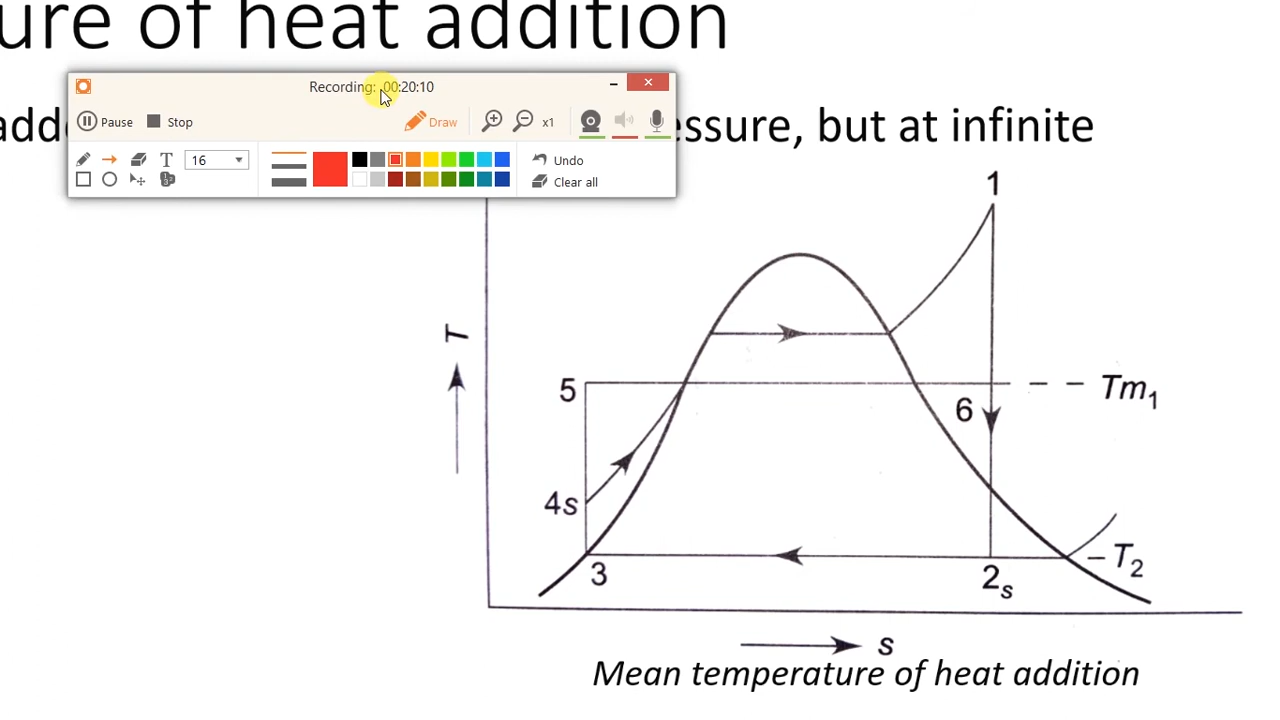 ure of heat addition
Recording: 00:20:10
Pause
Stop
Draw
x1
add
essure, but at infinite
T
16
Undo
Clear all
1
T
5
Tm1
6
4s
3
2s
T2
s
Mean temperature of heat addition